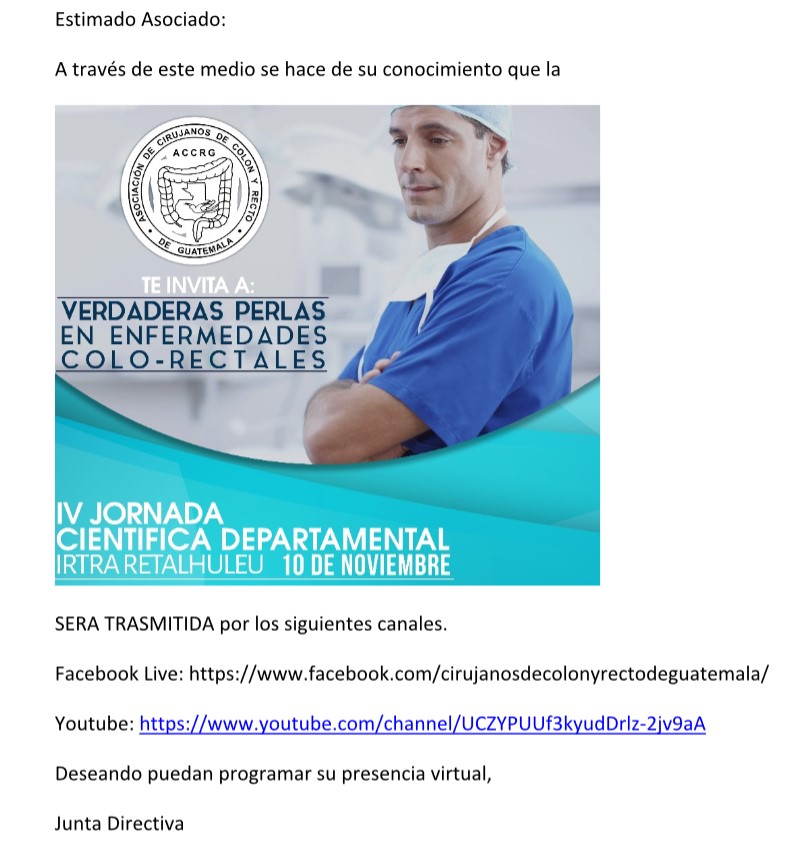 Estimado Asociado:
A través de este medio se hace de su conocimiento que la
ASOCIACIÓN DE CIRUJANOS DE COLON Y RECTO
ACCRG
• DE GUATEMALA •
TE INVITA A:
VERDADERAS PERLAS
EN ENFERMEDADES
COLO-RECTALES
IV JORNADA
CIENTIFICA DEPARTAMENTAL
IRTRA RETALHULEU 10 DE NOVIEMBRE
SERA TRASMITIDA por los siguientes canales.
Facebook Live: https://www.facebook.com/cirujanosdecolonyrectodeguatemala/
Youtube: https://www.youtube.com/channel/UCZYPUUf3kyudDrlz-2jv9aA
Deseando puedan programar su presencia virtual,
Junta Directiva